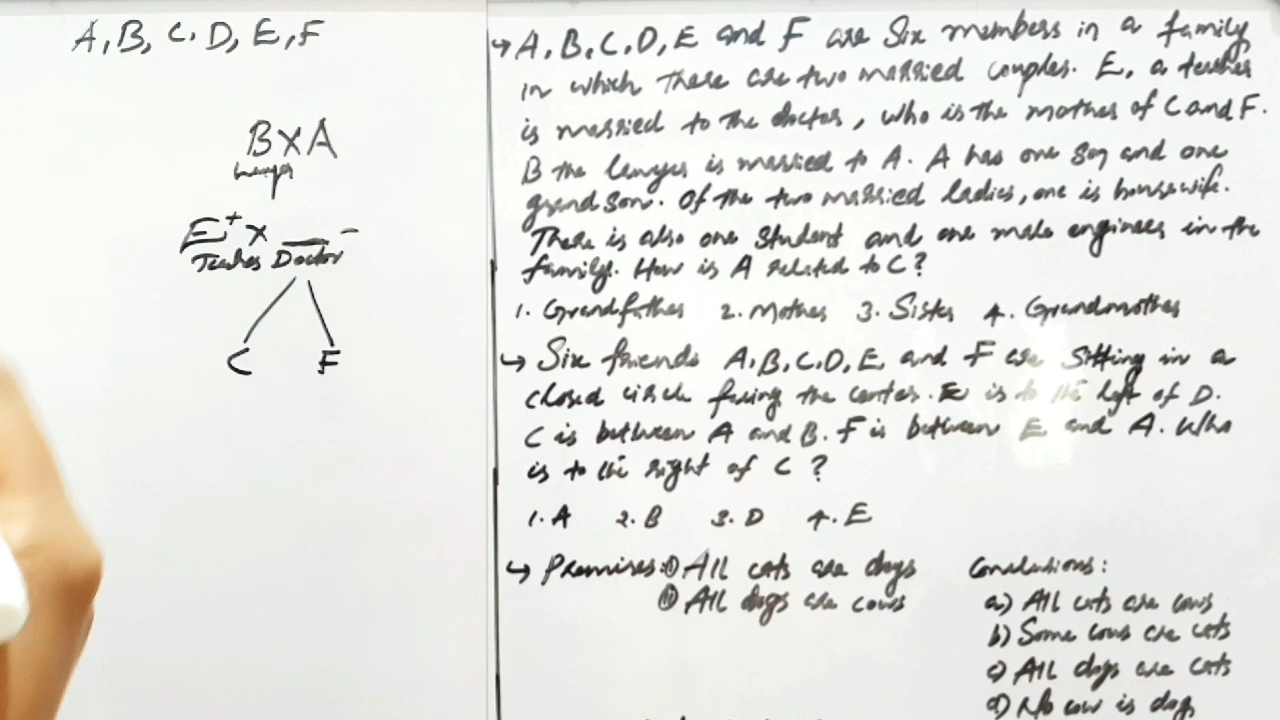 A, B, C, D, E, F
B X A
Lawyer
E+ x __ -
Teacher Doctor
C F
→ A, B, C, D, E and F are Six members in a family
in which there are two married couples. E, a teacher
is married to the doctor, who is the mother of C and F.
B the lawyer is married to A. A has one son and one
grand son. Of the two married ladies, one is housewife.
There is also one student and one male engineer in the
family. How is A related to C?
1. Grandfather 2. Mother 3. Sister 4. Grandmother
→ Six friends A, B, C, D, E, and F are Sitting in a
closed circle facing the center. E is to the left of D.
C is between A and B. F is between E and A. Who
is to the right of C ?
1. A 2. B 3. D 4. E
→ Premises: ① All cats are dogs Conclusions:
⑪ All dogs are cows a) All cats are cows
b) Some cows are cats
c) All dogs are cats
d) No cow is dog